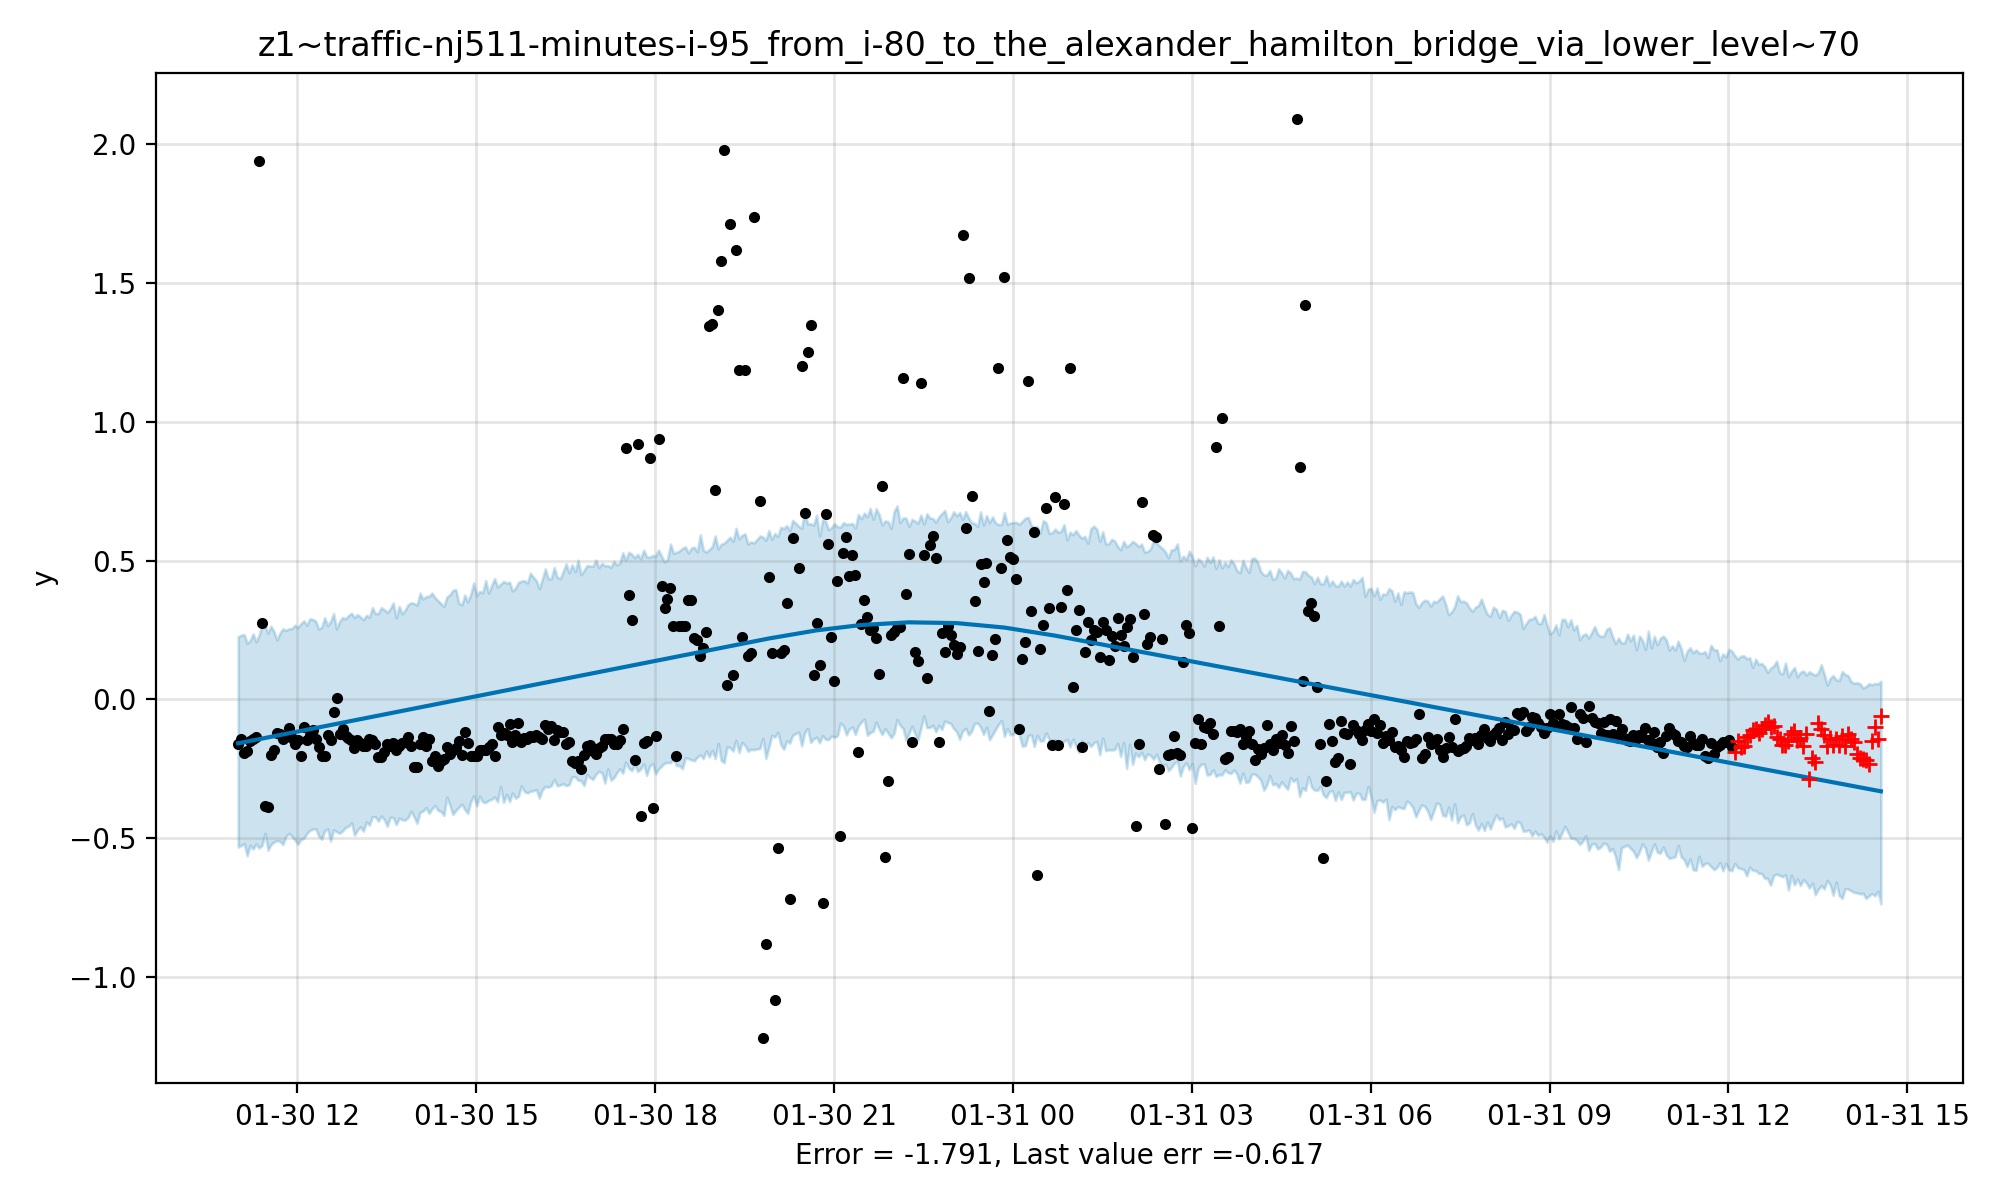 z1~traffic-nj511-minutes-i-95_from_i-80_to_the_alexander_hamilton_bridge_via_lower_level~70
y
2.0
1.5
1.0
0.5
0.0
−0.5
−1.0
01-30 12 01-30 15 01-30 18 01-30 21 01-31 00 01-31 03 01-31 06 01-31 09 01-31 12 01-31 15
Error = -1.791, Last value err =-0.617